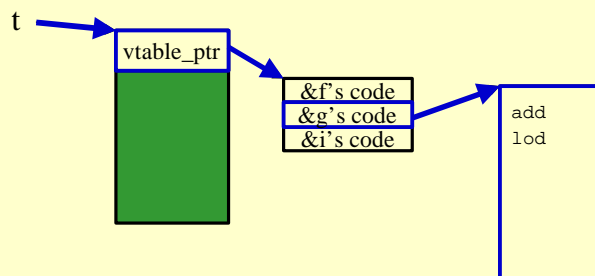 t
vtable_ptr
&f's code
&g's code
&i's code
add
lod